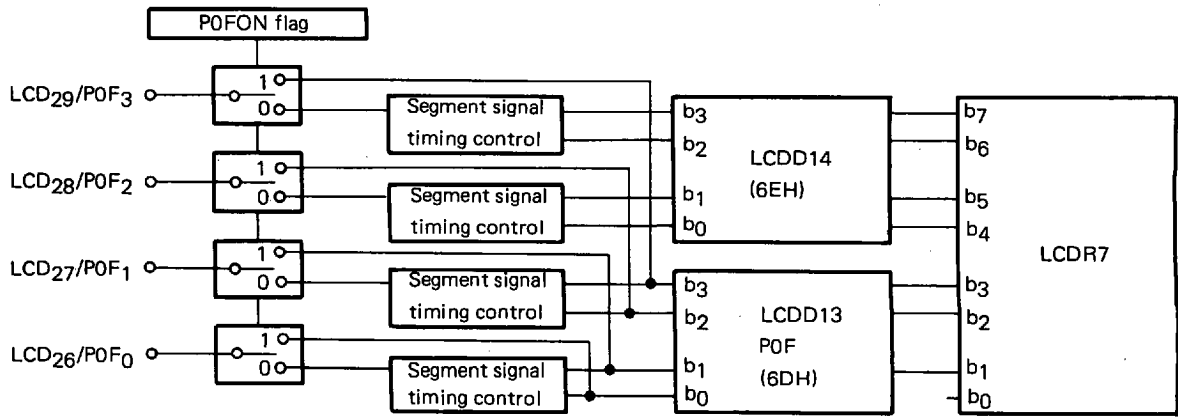 P0FON flag
LCD29/P0F3
1
0
Segment signal
timing control
LCD28/P0F2
1
0
Segment signal
timing control
LCD27/P0F1
1
0
Segment signal
timing control
LCD26/P0F0
1
0
Segment signal
timing control
b3
b2
b1
b0
LCDD14
(6EH)
b3
b2
b1
b0
LCDD13
P0F
(6DH)
b7
b6
b5
b4
b3
b2
b1
b0
LCDR7